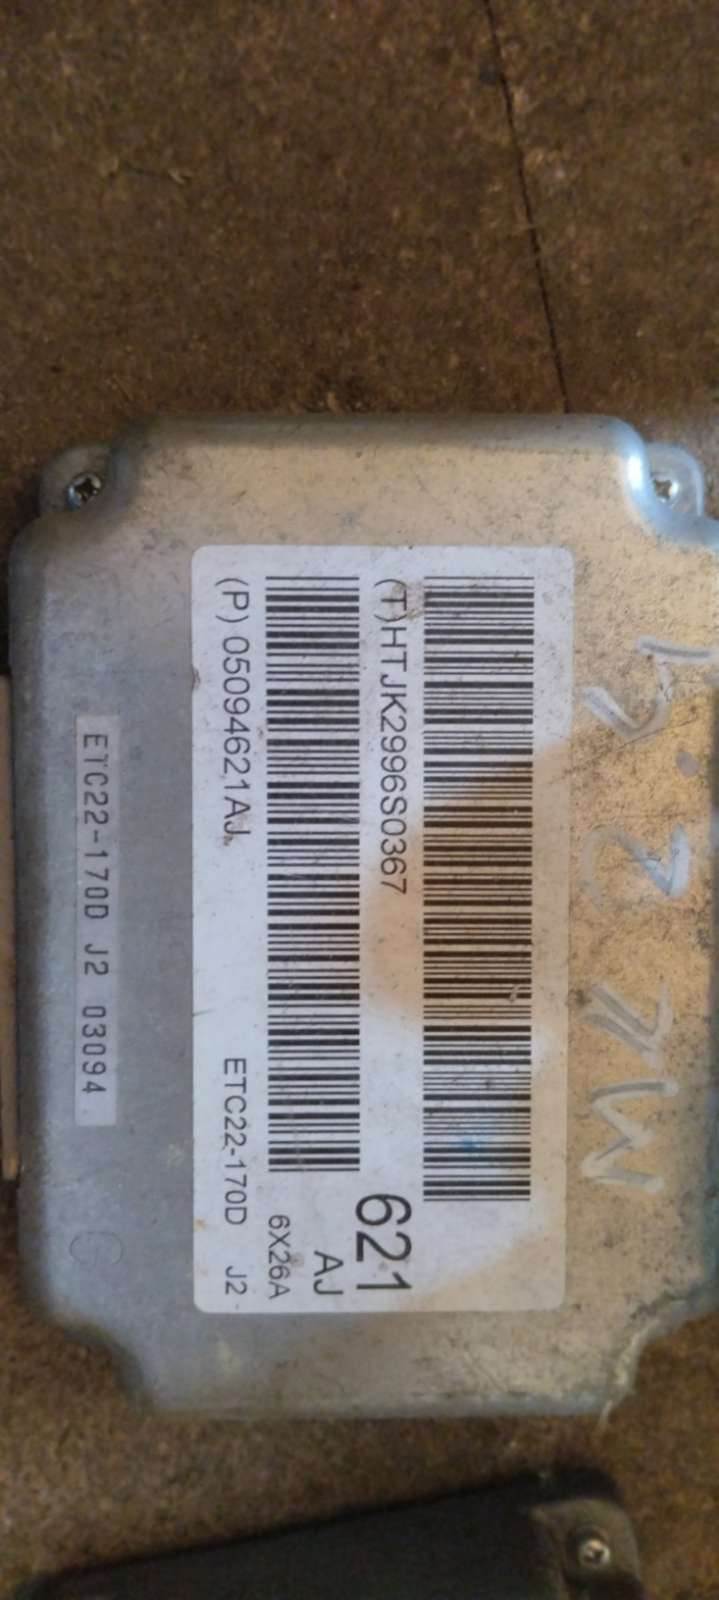 (T)HTJK2996S0367
621
AJ
6X26A
(P) 05094621AJ
ETC22-170D J2
ETC22-170D J2 03094